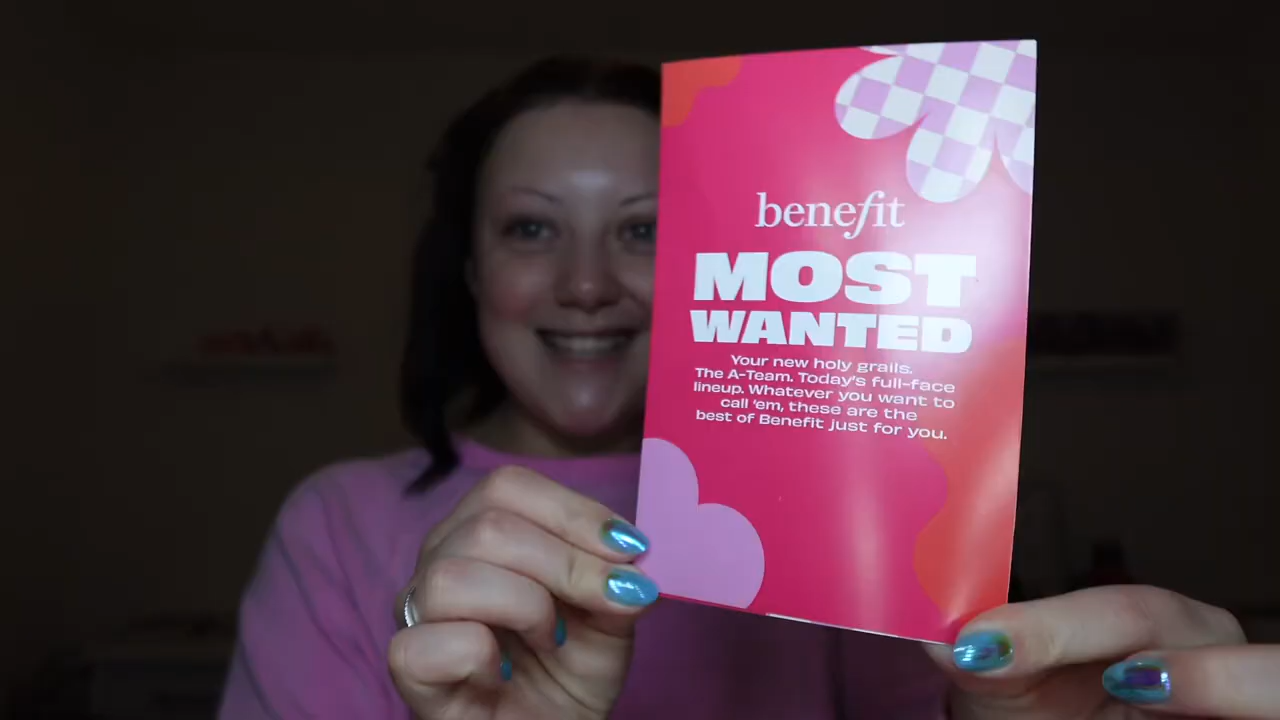 benefit
MOST
WANTED
Your new holy grails.
The A-Team. Today's full-face
lineup. Whatever you want to
call 'em, these are the
best of Benefit just for you.